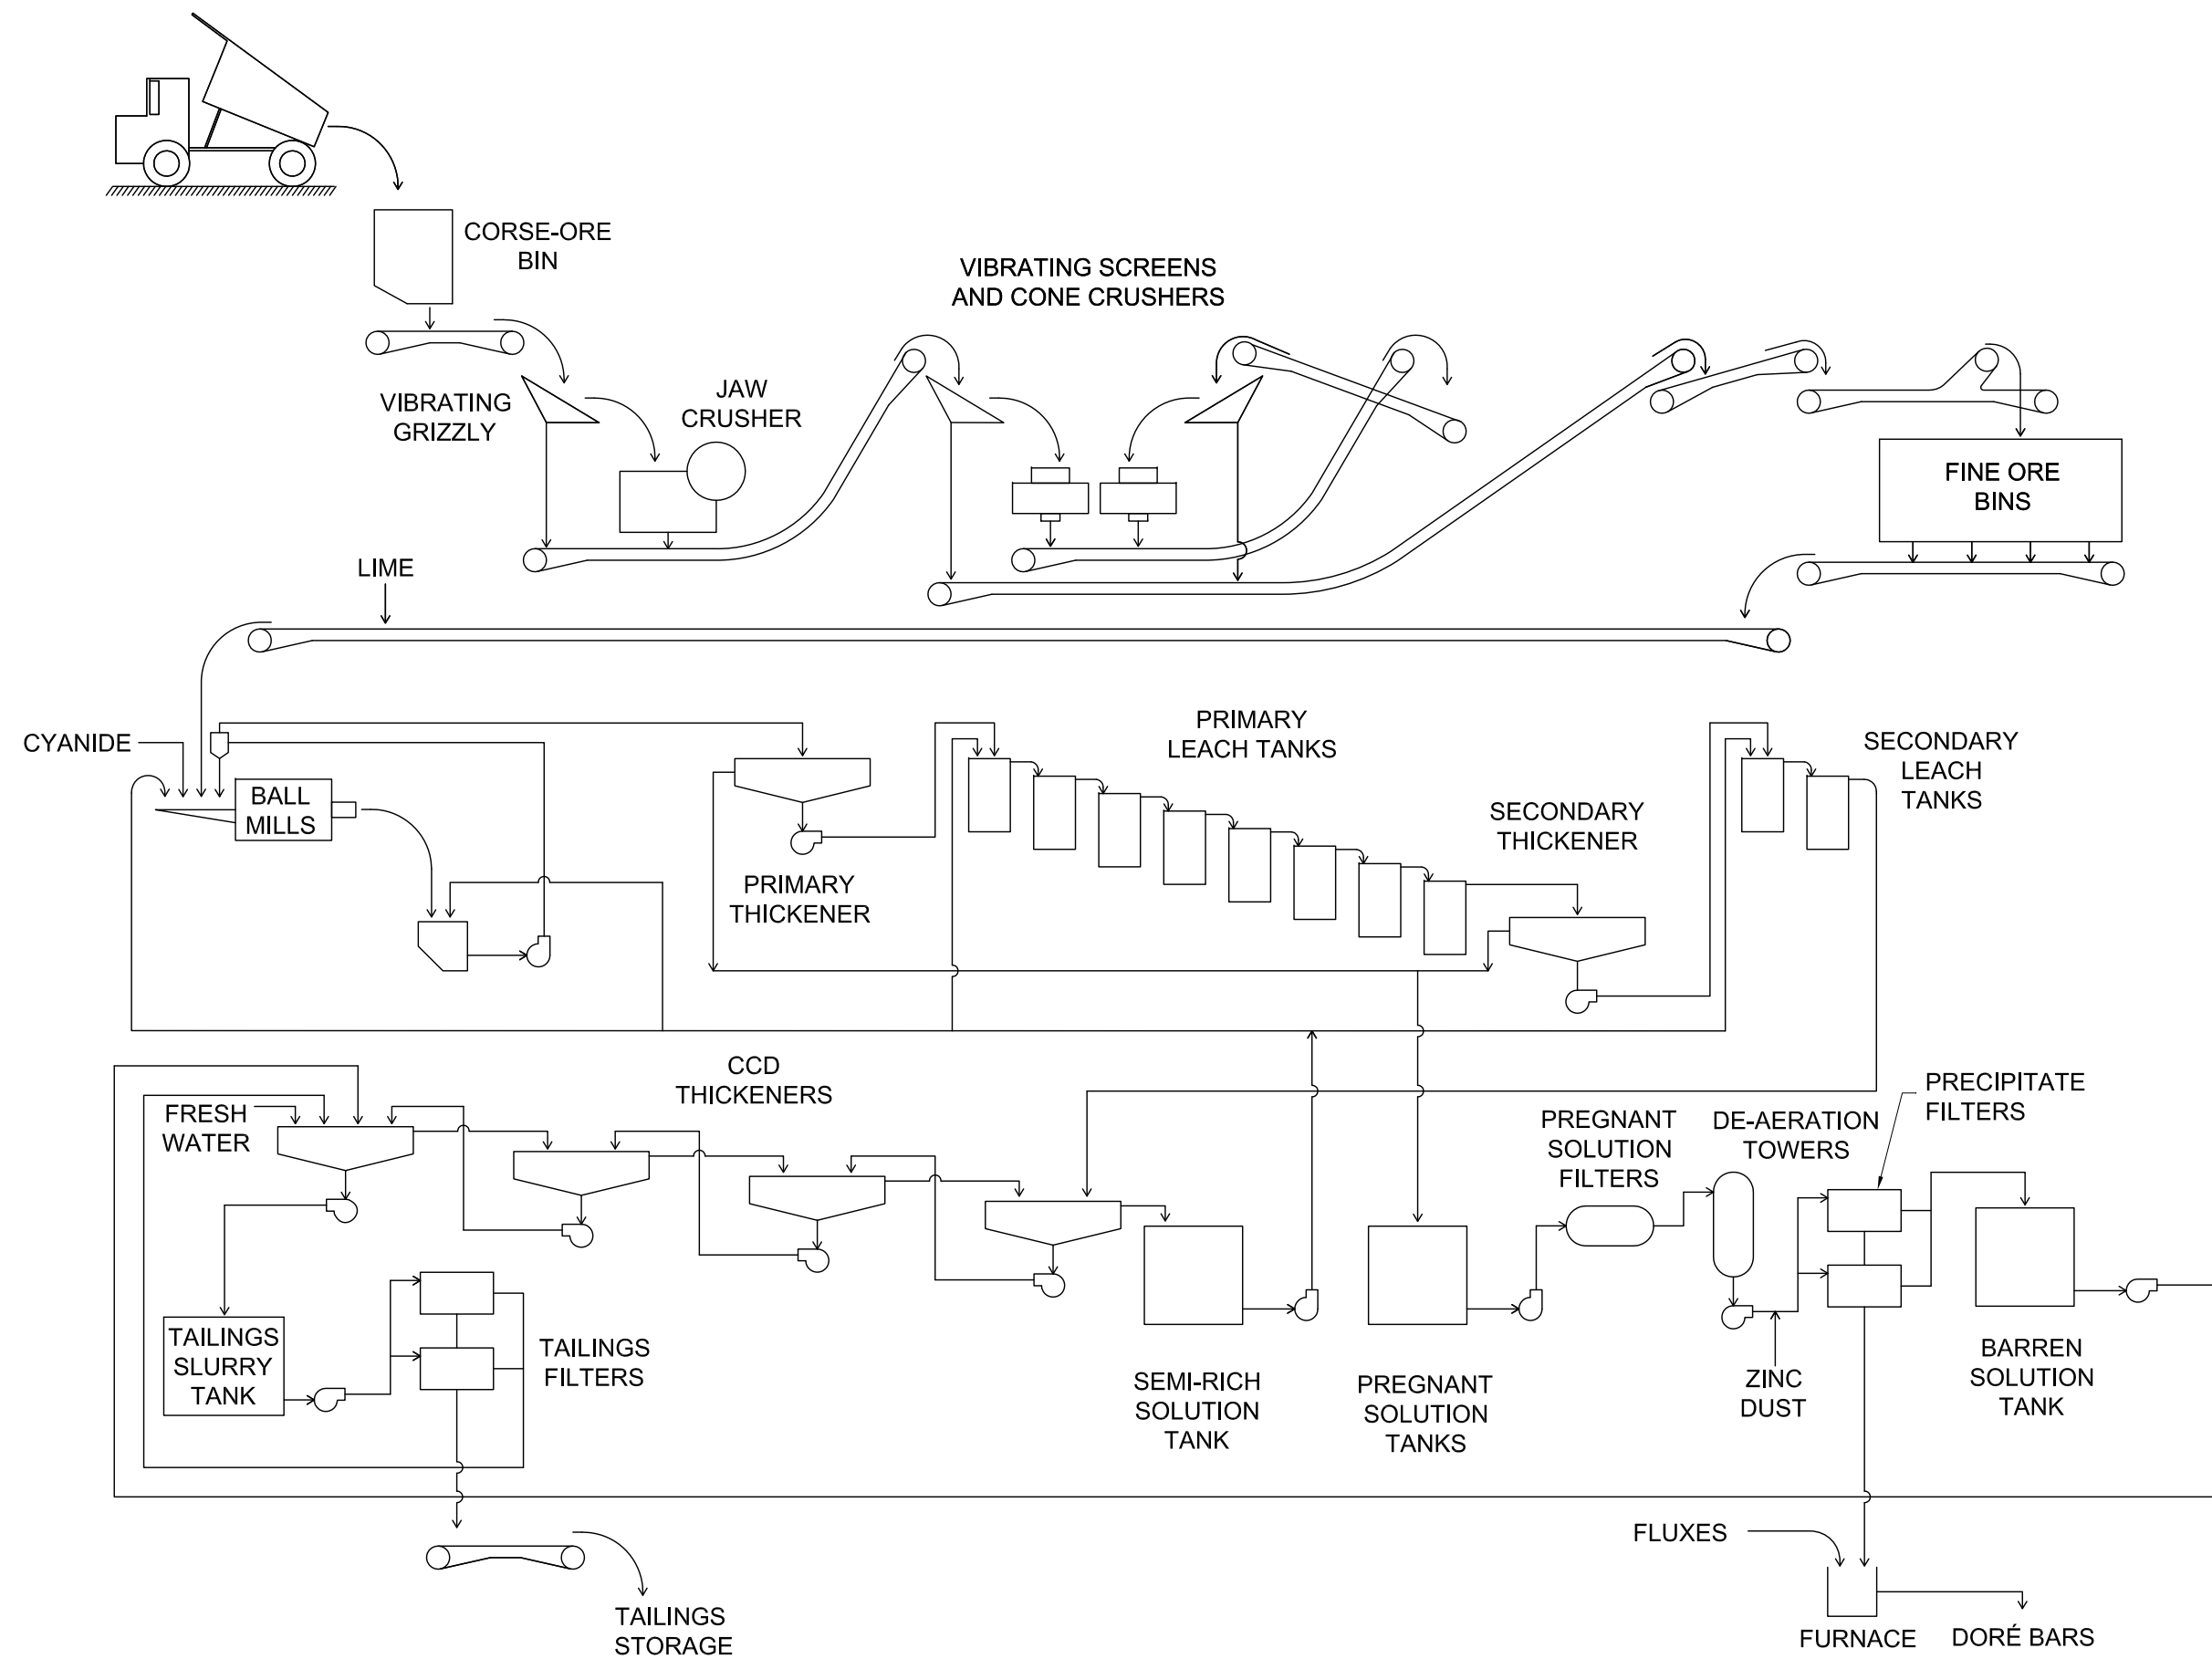 CORSE-ORE
BIN
VIBRATING SCREENS
AND CONE CRUSHERS
VIBRATING
GRIZZLY
JAW
CRUSHER
FINE ORE
BINS
LIME
CYANIDE
BALL
MILLS
PRIMARY
THICKENER
PRIMARY
LEACH TANKS
SECONDARY
THICKENER
SECONDARY
LEACH
TANKS
CCD
THICKENERS
FRESH
WATER
PREGNANT
SOLUTION
FILTERS
DE-AERATION
TOWERS
PRECIPITATE
FILTERS
TAILINGS
SLURRY
TANK
TAILINGS
FILTERS
SEMI-RICH
SOLUTION
TANK
PREGNANT
SOLUTION
TANKS
ZINC
DUST
BARREN
SOLUTION
TANK
FLUXES
TAILINGS
STORAGE
FURNACE
DORÉ BARS